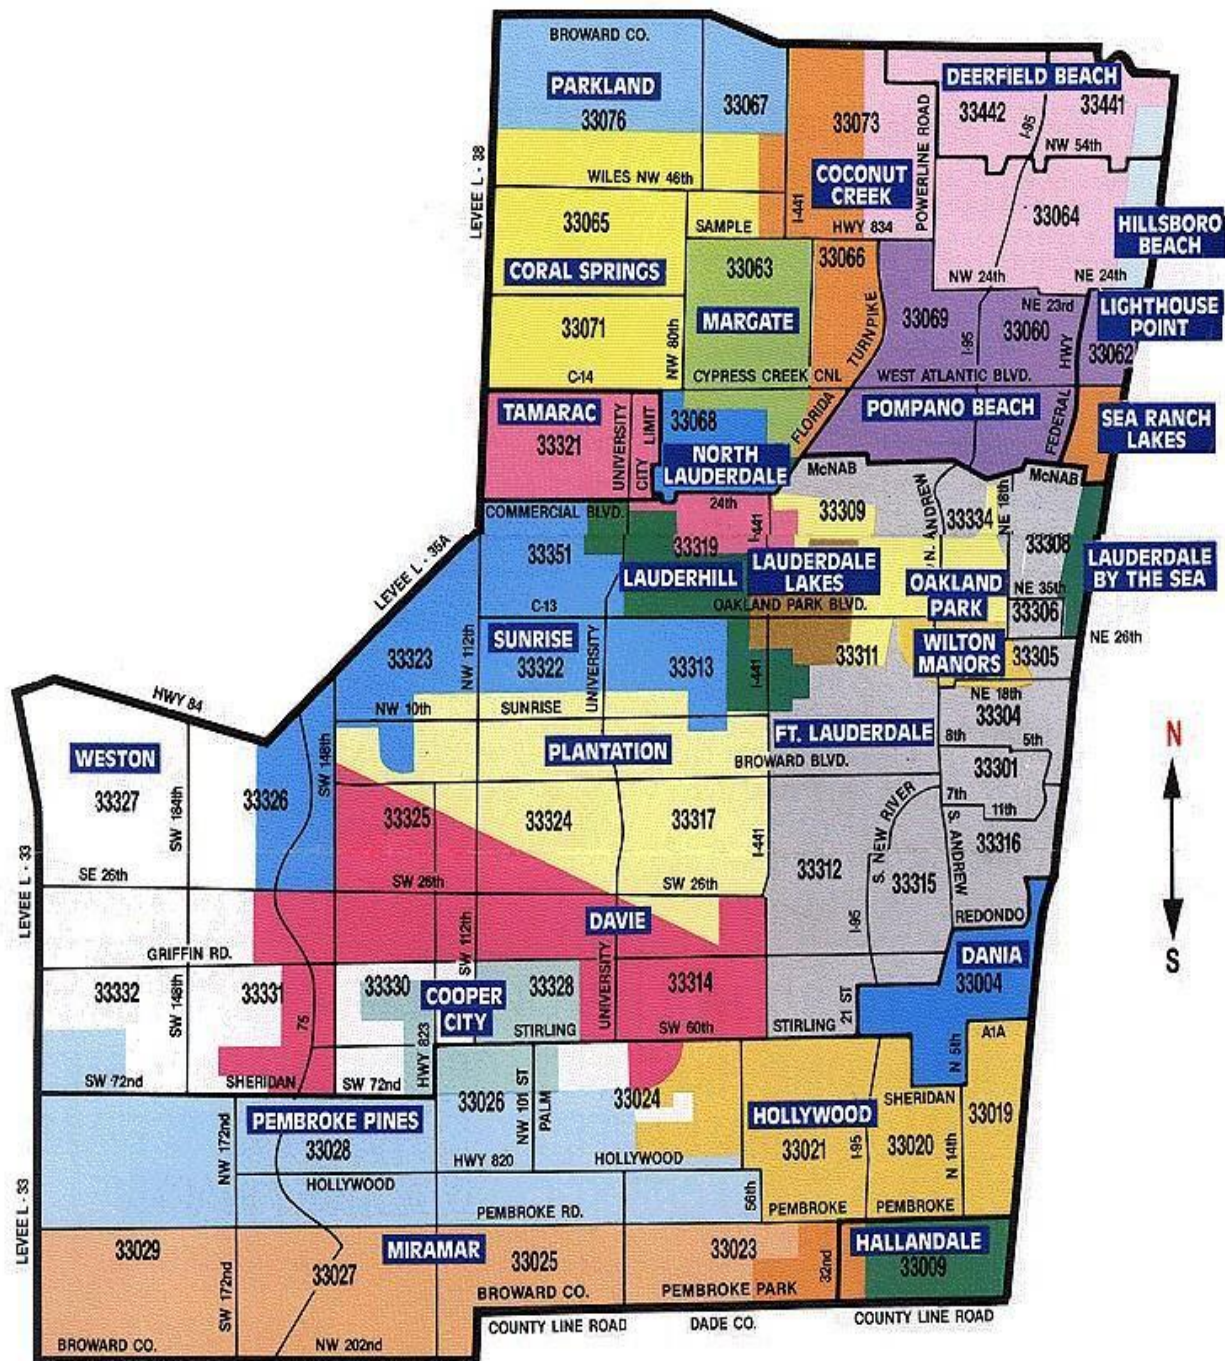 BROWARD CO.
PARKLAND
33076
33067
DEERFIELD BEACH
33442
33441
I-95
NW 54th
33073
POWERLINE ROAD
LEVEE L - 38
WILES NW 46th
COCONUT
CREEK
I-441
HWY 834
33064
HILLSBORO
BEACH
33065
SAMPLE
CORAL SPRINGS
33063
33066
NW 24th
NE 24th
MARGATE
TURNPIKE
33069
I-95
NE 23rd
33060
HWY
LIGHTHOUSE
POINT
33062
33071
NW 80th
C-14
CYPRESS CREEK CNL
WEST ATLANTIC BLVD.
TAMARAC
33321
UNIVERSITY
CITY LIMIT
33068
NORTH
LAUDERDALE
FLORIDA
POMPANO BEACH
FEDERAL
SEA RANCH
LAKES
McNAB
McNAB
COMMERCIAL BLVD.
24th
I-441
33309
N. ANDREW
33334
NE 18th
33308
LEVEE L - 35A
33351
33319
LAUDERHILL
LAUDERDALE
LAKES
OAKLAND
PARK
LAUDERDALE
BY THE SEA
C-13
OAKLAND PARK BLVD.
NE 35th
33306
NE 26th
SUNRISE
33322
33323
NW 112th
UNIVERSITY
33313
I-441
33311
WILTON
MANORS
33305
NE 18th
HWY 84
NW 10th
SUNRISE
33304
WESTON
33327
SW 184th
33326
SW 148th
PLANTATION
FT. LAUDERDALE
BROWARD BLVD.
8th
5th
33301
7th
11th
N
33325
33324
33317
I-441
33312
S. NEW RIVER
33315
S. ANDREW
33316
SE 26th
SW 26th
SW 26th
LEVEE L - 33
DAVIE
I-95
REDONDO
S
GRIFFIN RD.
SW 112th
DANIA
33004
33332
SW 148th
33331
75
33330
COOPER
CITY
33328
STIRLING
UNIVERSITY
33314
SW 60th
STIRLING
21 ST
A1A
N 5th
SW 72nd
SHERIDAN
SW 72nd
HWY 823
33026
NW 101 ST
PALM
33024
HOLLYWOOD
33021
I-95
SHERIDAN
33020
N 14th
33019
PEMBROKE PINES
33028
NW 172nd
HWY 820
HOLLYWOOD
HOLLYWOOD
56th
LEVEE L - 33
PEMBROKE RD.
PEMBROKE
PEMBROKE
33029
MIRAMAR
SW 172nd
33027
33025
33023
32nd
HALLANDALE
33009
BROWARD CO.
PEMBROKE PARK
BROWARD CO.
NW 202nd
COUNTY LINE ROAD
DADE CO.
COUNTY LINE ROAD